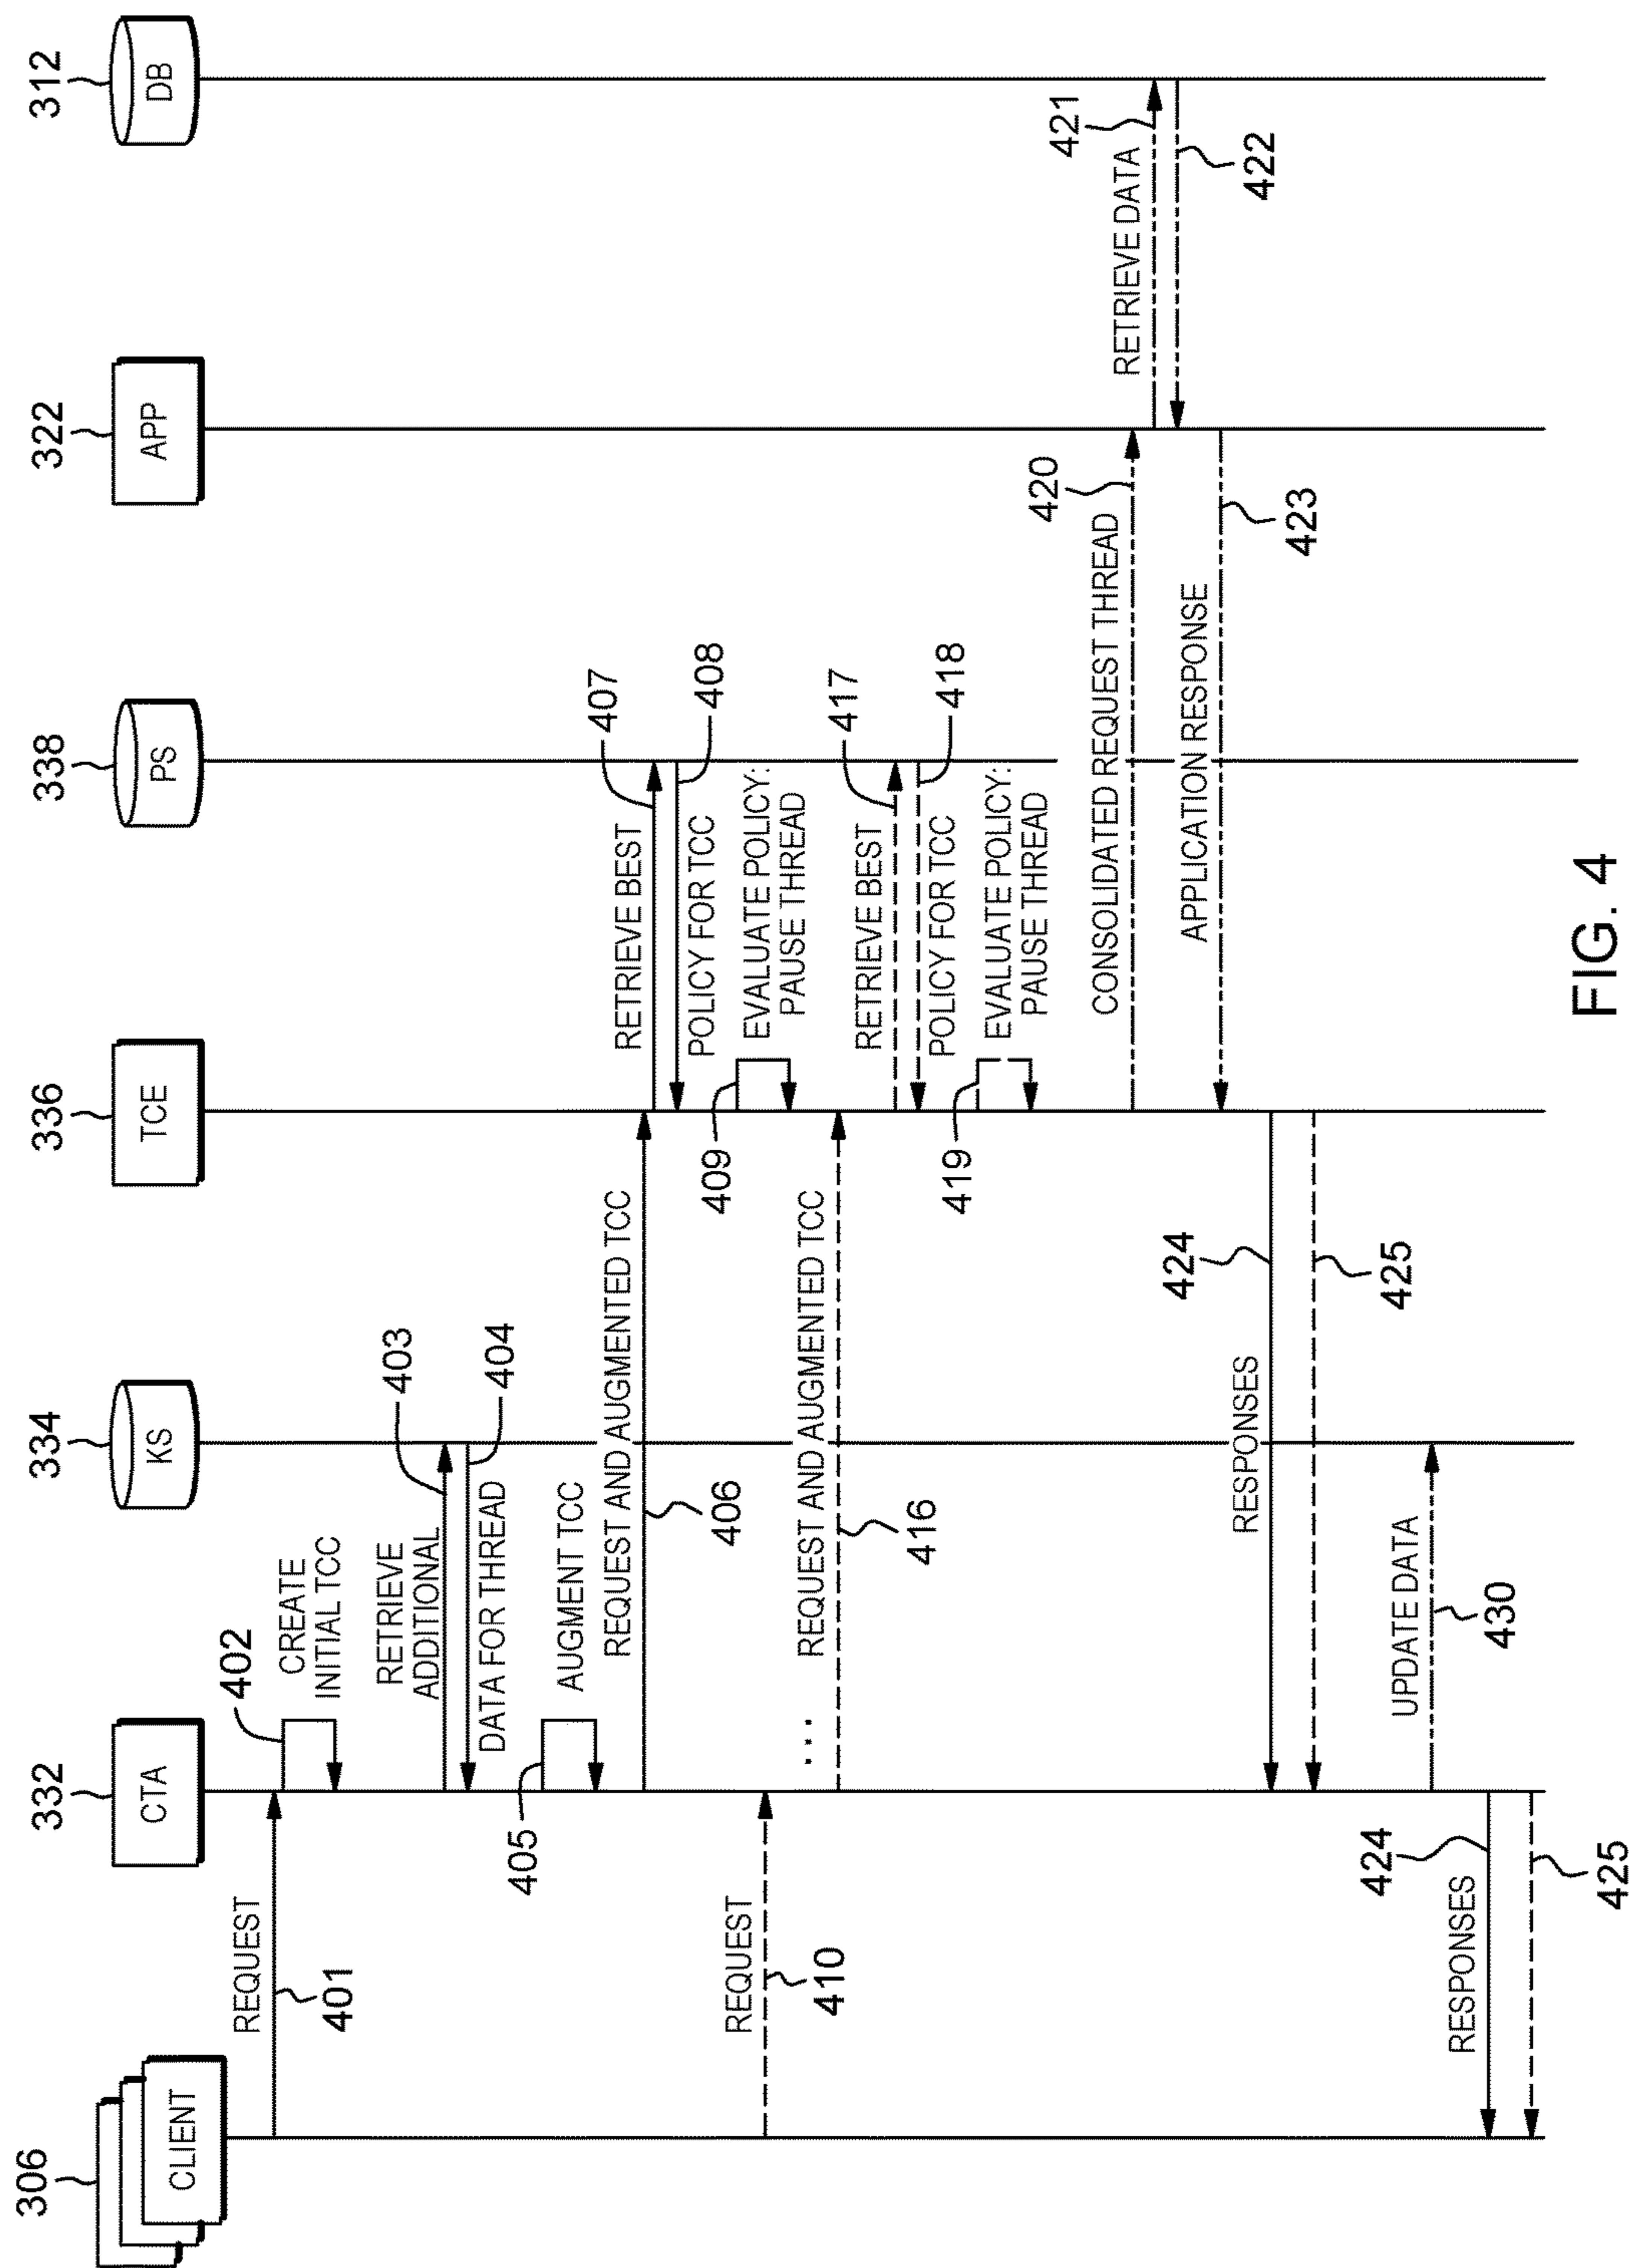 306
CLIENT
332
CTA
334
KS
336
TCE
338
PS
322
APP
312
DB
REQUEST
401
402
CREATE
INITIAL TCC
RETRIEVE
ADDITIONAL
403
DATA FOR THREAD
404
405
AUGMENT TCC
REQUEST AND AUGMENTED TCC
406
RETRIEVE BEST
407
POLICY FOR TCC
408
409
EVALUATE POLICY:
PAUSE THREAD
REQUEST
410
...
REQUEST AND AUGMENTED TCC
416
RETRIEVE BEST
417
POLICY FOR TCC
418
419
EVALUATE POLICY:
PAUSE THREAD
CONSOLIDATED REQUEST THREAD
420
RETRIEVE DATA
421
422
APPLICATION RESPONSE
423
RESPONSES
424
425
UPDATE DATA
430
RESPONSES
424
425
FIG. 4